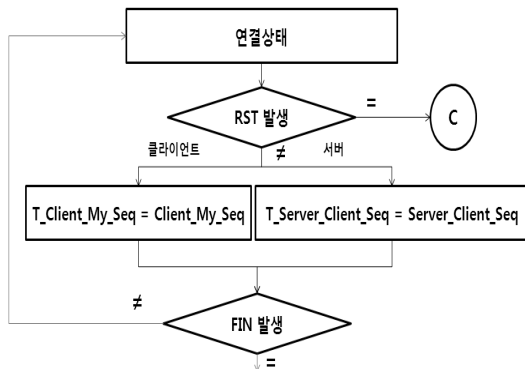 연결상태
RST 발생
=
C
클라이언트
≠
서버
T_Client_My_Seq = Client_My_Seq
T_Server_Client_Seq = Server_Client_Seq
≠
FIN 발생
=